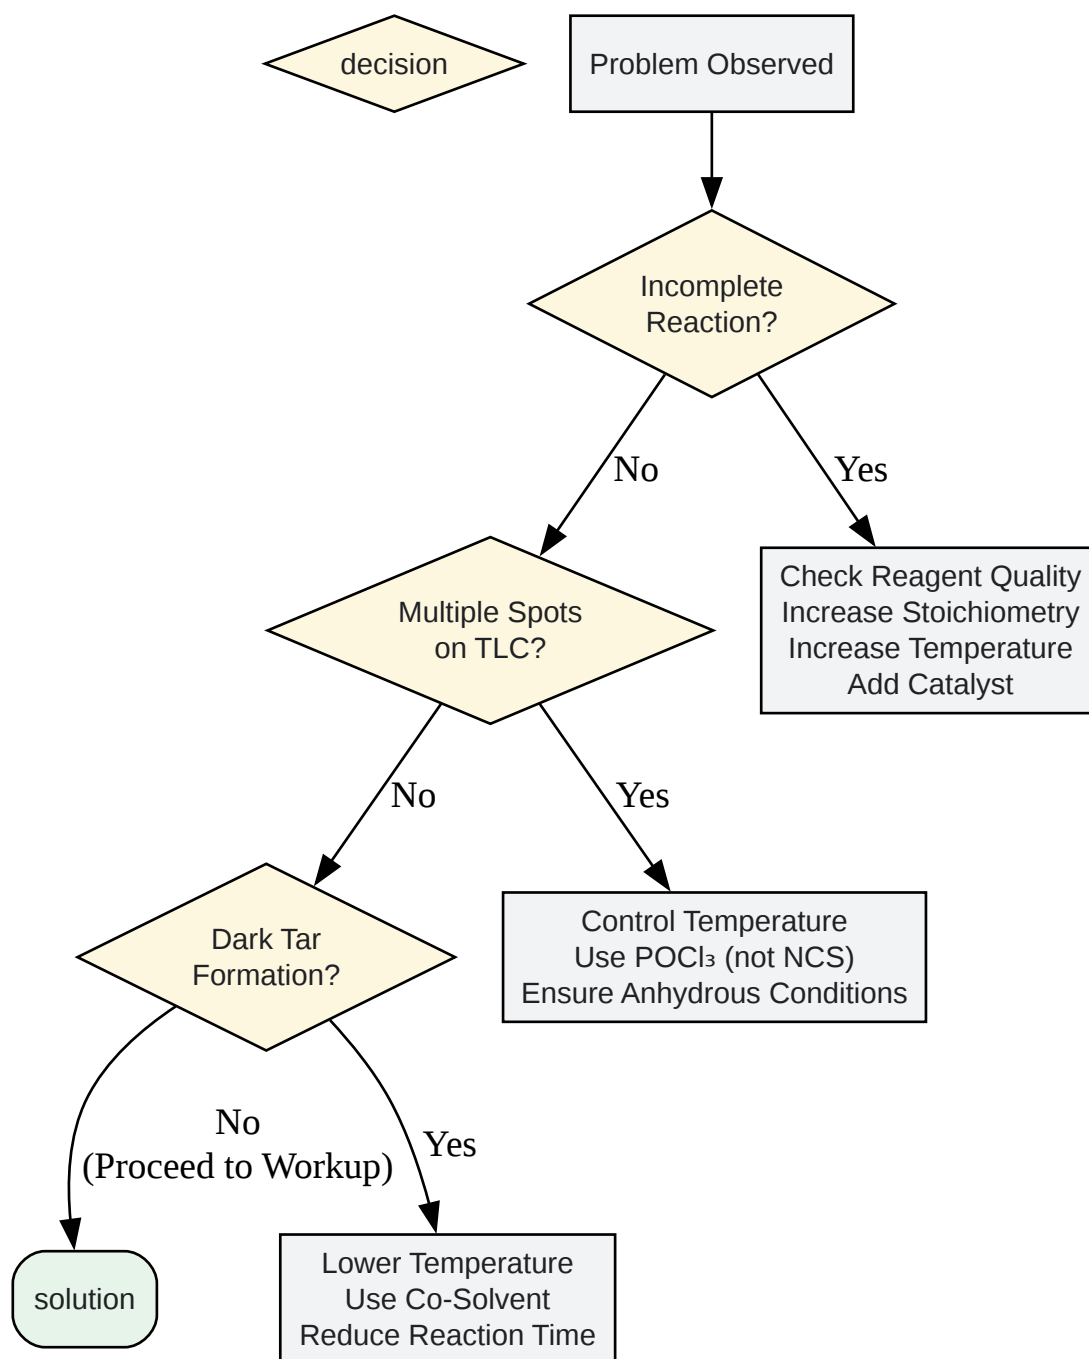 decision
Problem Observed
Incomplete
Reaction?
No
Yes
Check Reagent Quality
Increase Stoichiometry
Increase Temperature
Add Catalyst
Multiple Spots
on TLC?
No
Yes
Control Temperature
Use POCl₃ (not NCS)
Ensure Anhydrous Conditions
Dark Tar
Formation?
No
(Proceed to Workup)
Yes
solution
Lower Temperature
Use Co-Solvent
Reduce Reaction Time